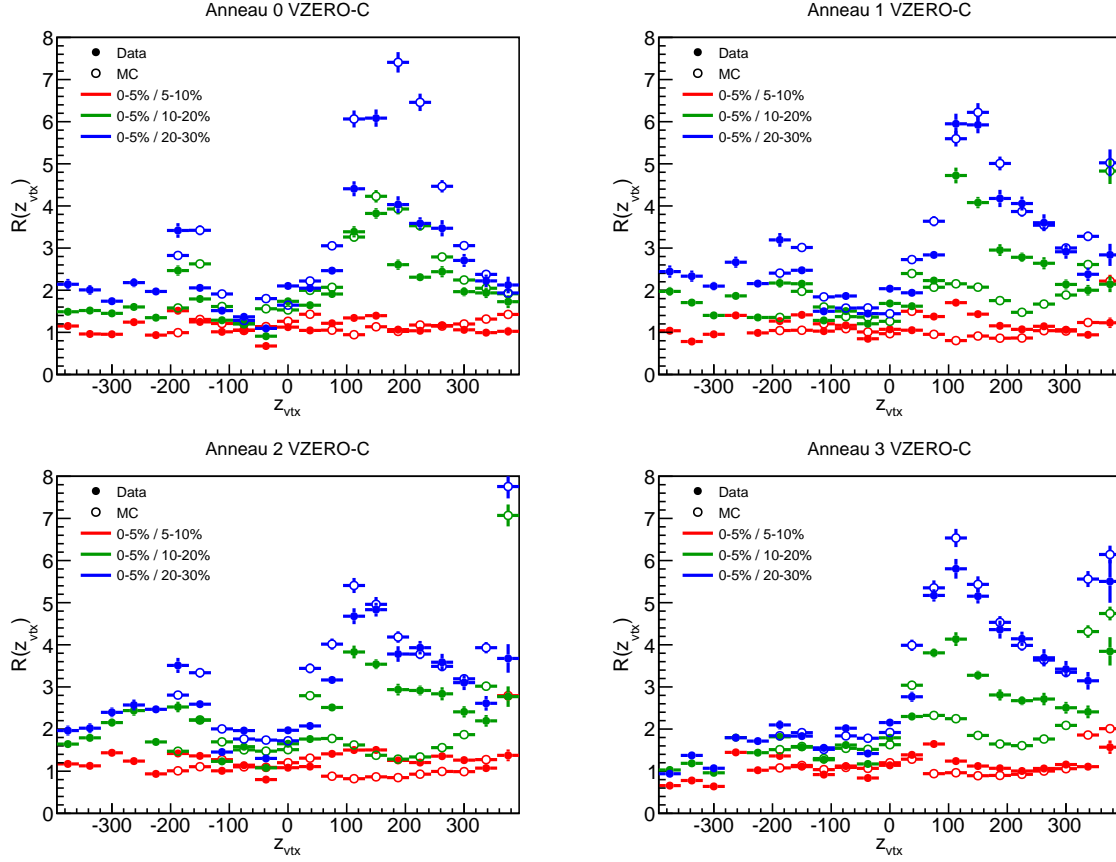 Anneau 0 VZERO-C
R(z_vtx)
8
7
6
5
4
3
2
1
0
Data
MC
0-5% / 5-10%
0-5% / 10-20%
0-5% / 20-30%
-300 -200 -100 0 100 200 300
z_vtx
Anneau 1 VZERO-C
R(z_vtx)
8
7
6
5
4
3
2
1
0
Data
MC
0-5% / 5-10%
0-5% / 10-20%
0-5% / 20-30%
-300 -200 -100 0 100 200 300
z_vtx
Anneau 2 VZERO-C
R(z_vtx)
8
7
6
5
4
3
2
1
0
Data
MC
0-5% / 5-10%
0-5% / 10-20%
0-5% / 20-30%
-300 -200 -100 0 100 200 300
z_vtx
Anneau 3 VZERO-C
R(z_vtx)
8
7
6
5
4
3
2
1
0
Data
MC
0-5% / 5-10%
0-5% / 10-20%
0-5% / 20-30%
-300 -200 -100 0 100 200 300
z_vtx